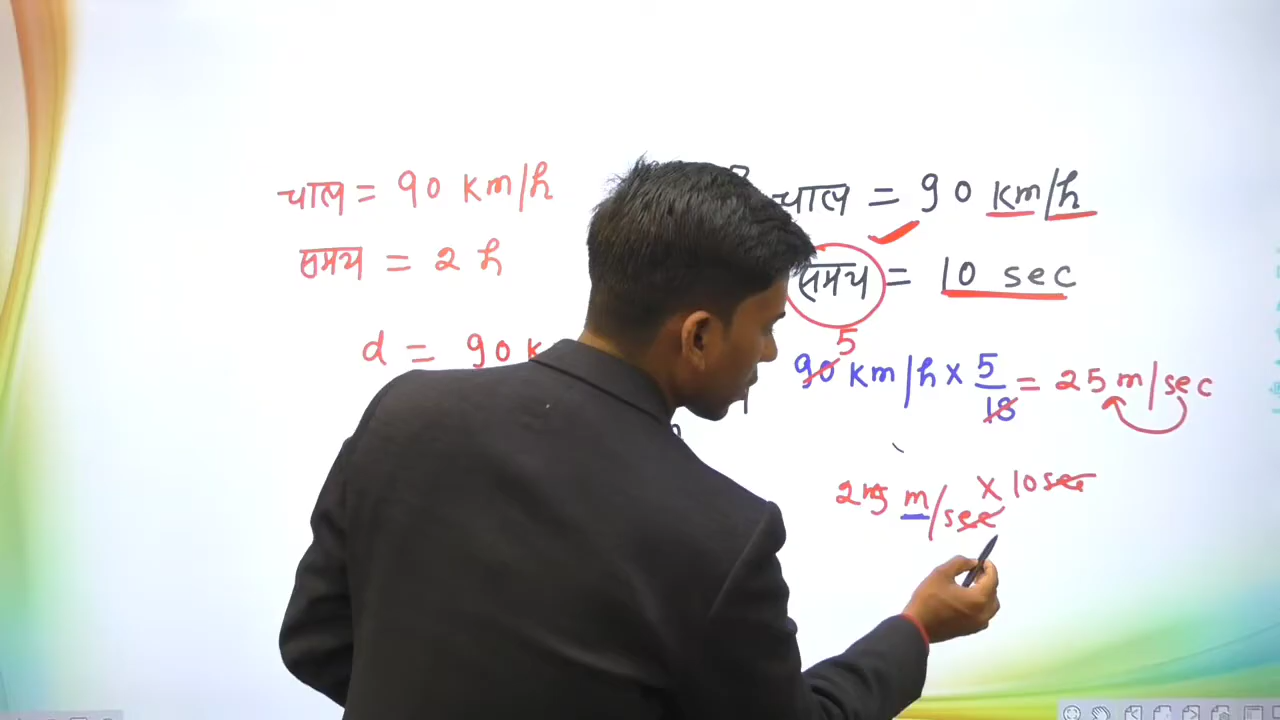 चाल = 90 km/h
समय = 2 h
d = 90
चाल = 90 km/h
समय = 10 sec
5
90 km/h × 5/18 = 25 m/sec
m/sec × 10 sec